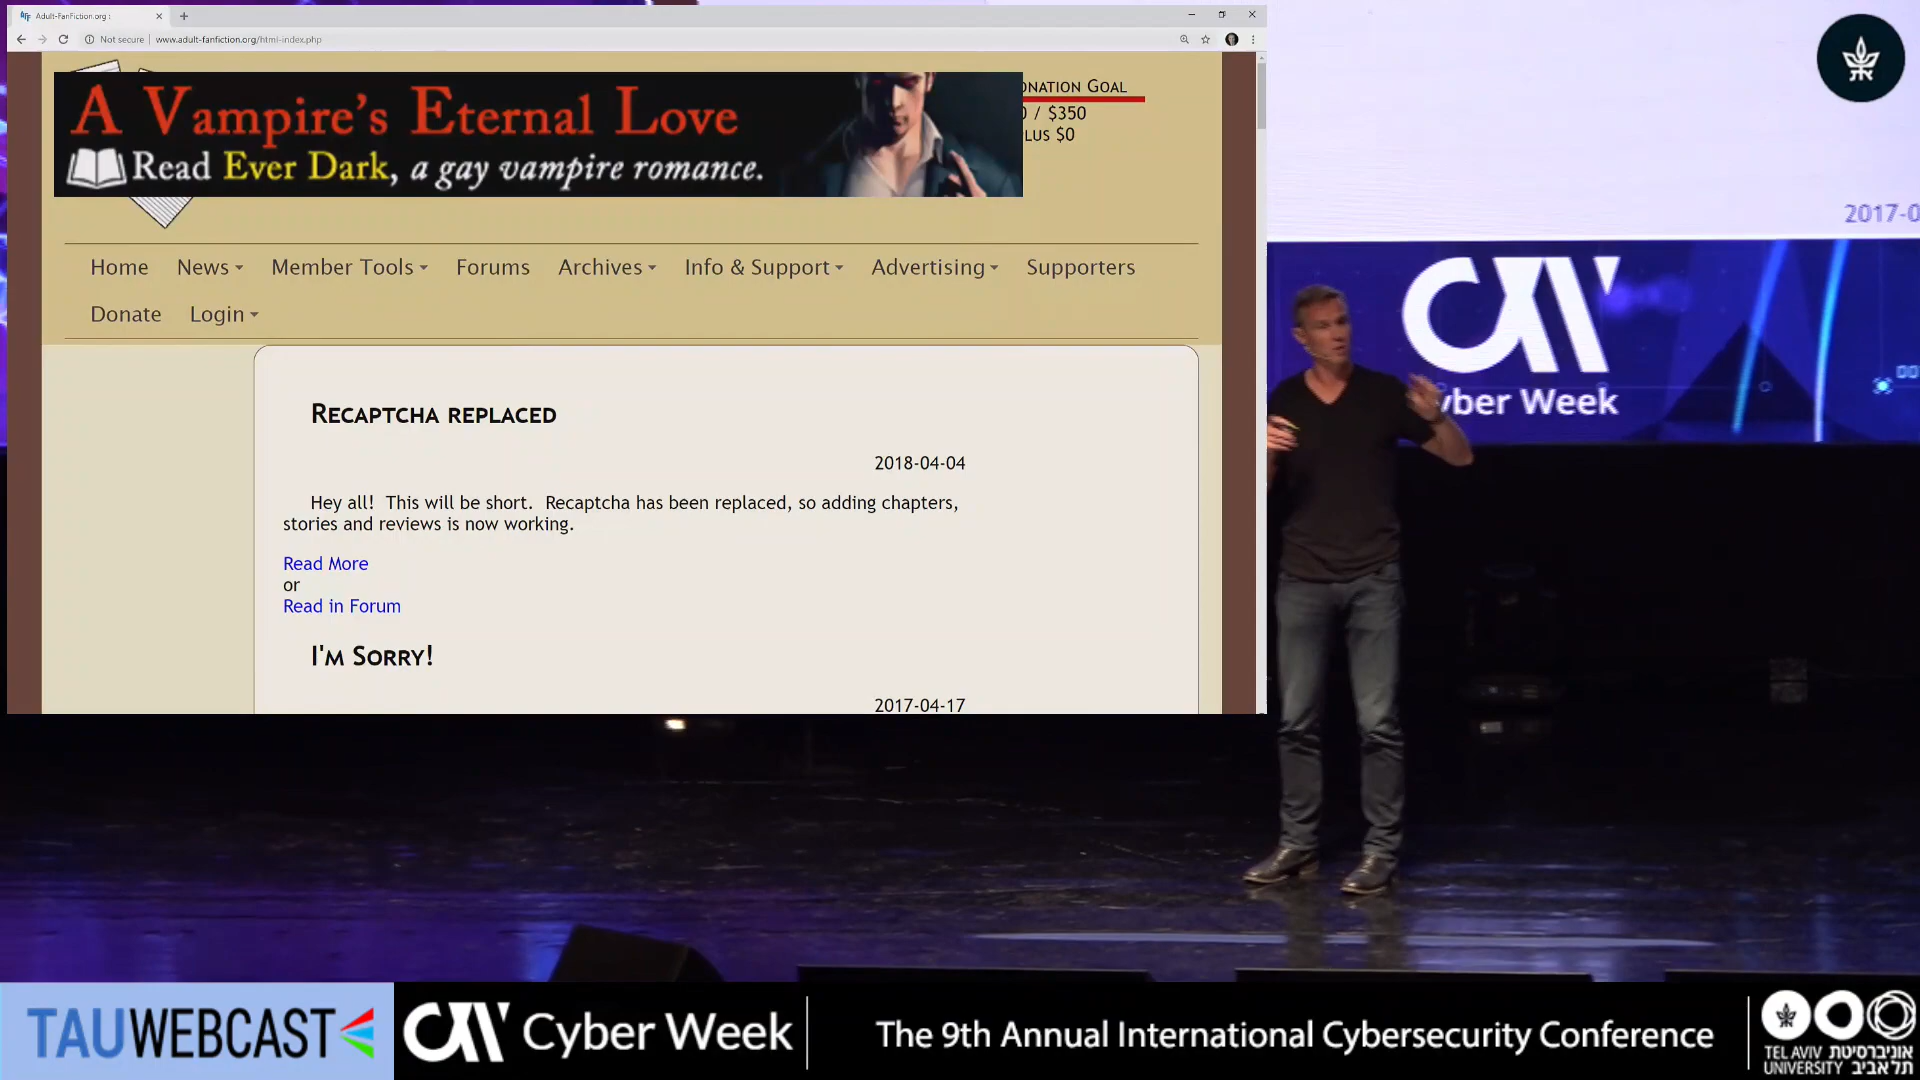 Adult-FanFiction.org :
Not secure
www.adult-fanfiction.org/html-index.php
A Vampire's Eternal Love
Read Ever Dark, a gay vampire romance.
onation Goal
0 / $350
lus $0
Home
News
Member Tools
Forums
Archives
Info & Support
Advertising
Supporters
Donate
Login
Recaptcha replaced
2018-04-04
Hey all! This will be short. Recaptcha has been replaced, so adding chapters,
stories and reviews is now working.
Read More
or
Read in Forum
I'm Sorry!
2017-04-17
2017-0
yber Week
00
TAUWEBCAST
Cyber Week
The 9th Annual International Cybersecurity Conference
TEL AVIV
UNIVERSITY
אוניברסיטת
תל אביב